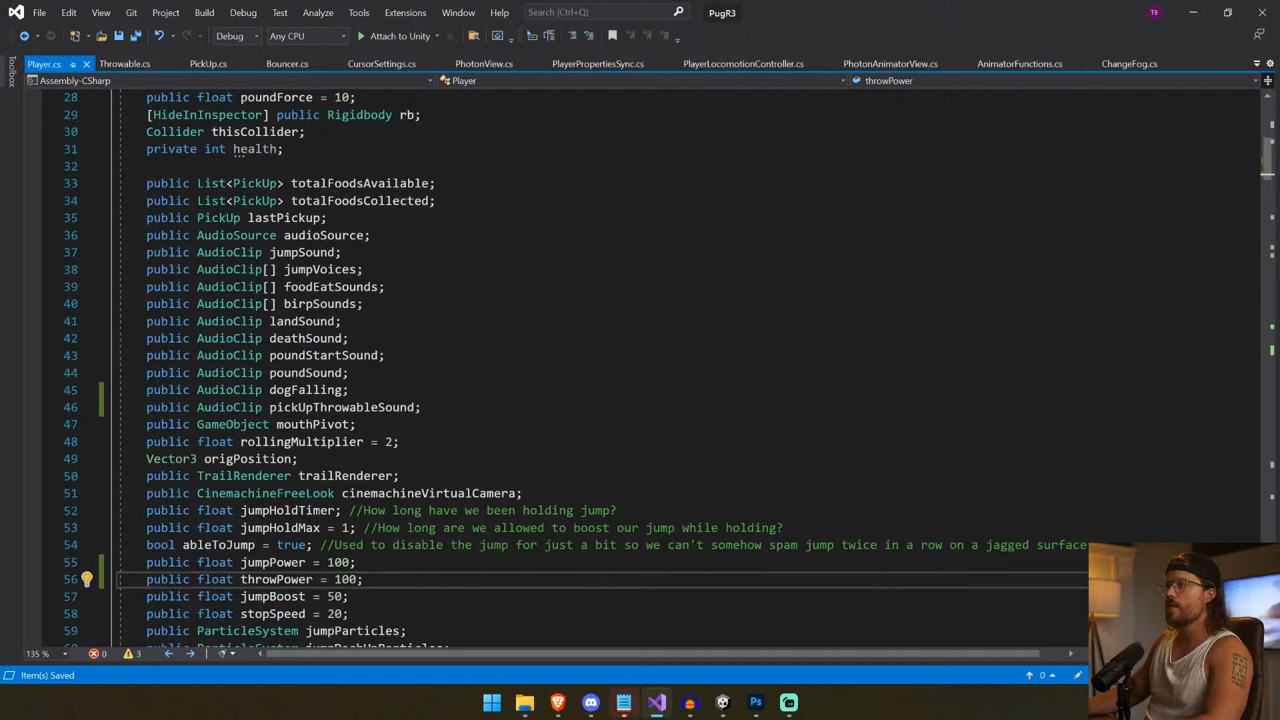 File Edit View Git Project Build Debug Test Analyze Tools Extensions Window Help Search (Ctrl+Q) PugR3 TB
Debug Any CPU Attach to Unity
Player.cs Throwable.cs PickUp.cs Bouncer.cs CursorSettings.cs PhotonView.cs PlayerPropertiesSync.cs PlayerLocomotionController.cs PhotonAnimatorView.cs AnimatorFunctions.cs ChangeFog.cs
Toolbox
Assembly-CSharp Player throwPower
28 public float poundForce = 10;
29 [HideInInspector] public Rigidbody rb;
30 Collider thisCollider;
31 private int health;
32
33 public List<PickUp> totalFoodsAvailable;
34 public List<PickUp> totalFoodsCollected;
35 public PickUp lastPickup;
36 public AudioSource audioSource;
37 public AudioClip jumpSound;
38 public AudioClip[] jumpVoices;
39 public AudioClip[] foodEatSounds;
40 public AudioClip[] birpSounds;
41 public AudioClip landSound;
42 public AudioClip deathSound;
43 public AudioClip poundStartSound;
44 public AudioClip poundSound;
45 public AudioClip dogFalling;
46 public AudioClip pickUpThrowableSound;
47 public GameObject mouthPivot;
48 public float rollingMultiplier = 2;
49 Vector3 origPosition;
50 public TrailRenderer trailRenderer;
51 public CinemachineFreeLook cinemachineVirtualCamera;
52 public float jumpHoldTimer; //How long have we been holding jump?
53 public float jumpHoldMax = 1; //How long are we allowed to boost our jump while holding?
54 bool ableToJump = true; //Used to disable the jump for just a bit so we can't somehow spam jump twice in a row on a jagged surface
55 public float jumpPower = 100;
56 public float throwPower = 100;
57 public float jumpBoost = 50;
58 public float stopSpeed = 20;
59 public ParticleSystem jumpParticles;
135 % 0 3
Item(s) Saved 0